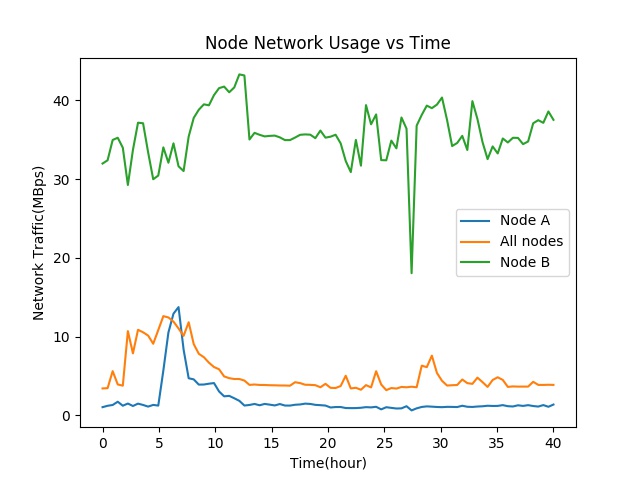 Node Network Usage vs Time
Network Traffic(MBps)
40
30
20
10
0
Node A
All nodes
Node B
0 5 10 15 20 25 30 35 40
Time(hour)